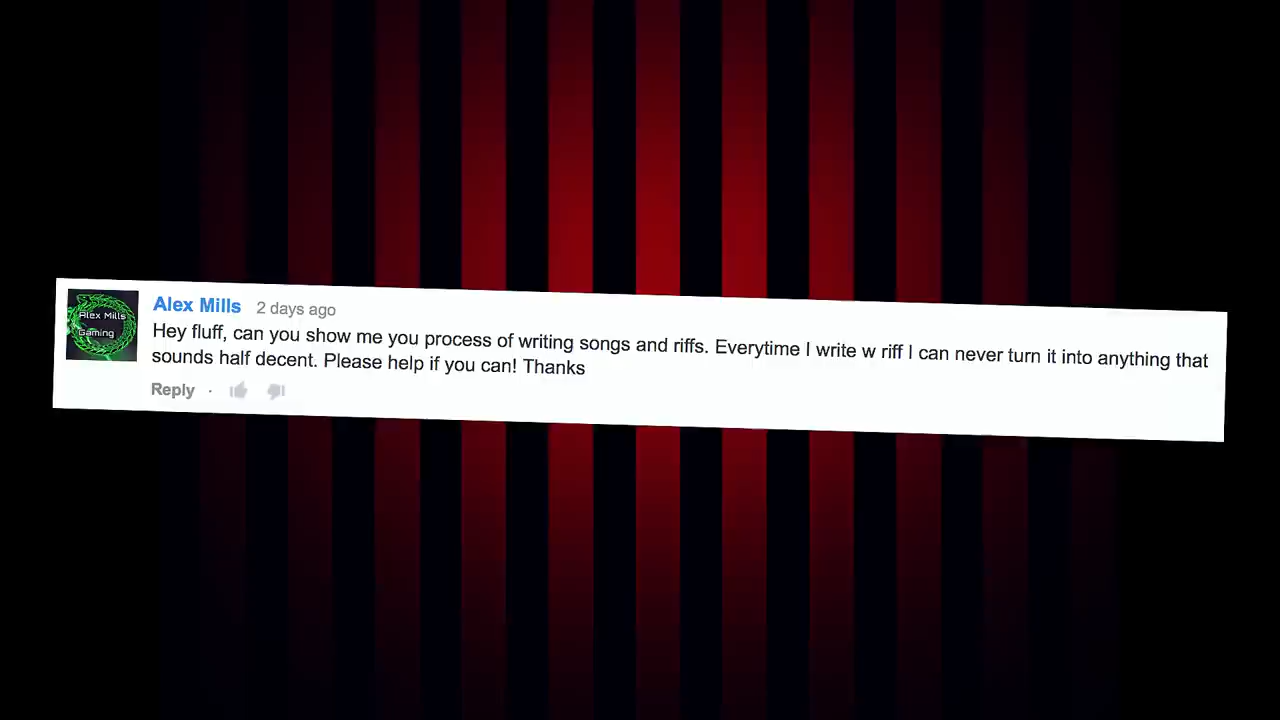 Alex Mills
Gaming
Alex Mills 2 days ago
Hey fluff, can you show me you process of writing songs and riffs. Everytime I write w riff I can never turn it into anything that
sounds half decent. Please help if you can! Thanks
Reply ·